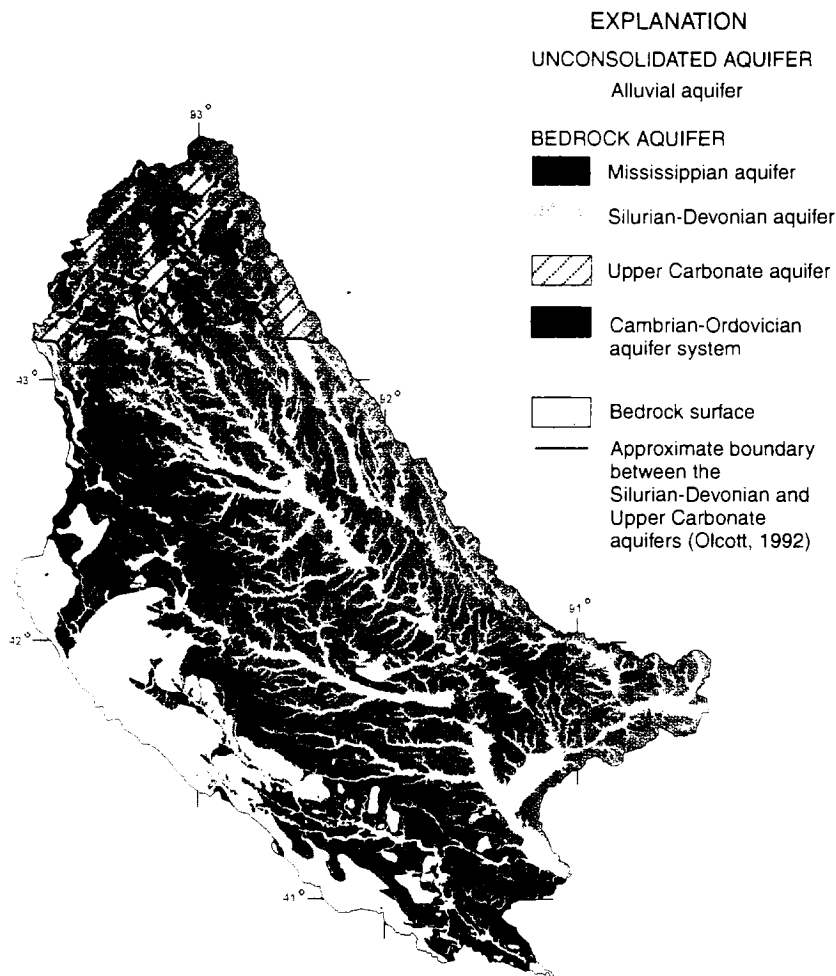 EXPLANATION
UNCONSOLIDATED AQUIFER
Alluvial aquifer
BEDROCK AQUIFER
Mississippian aquifer
Silurian-Devonian aquifer
Upper Carbonate aquifer
Cambrian-Ordovician
aquifer system
Bedrock surface
Approximate boundary
between the
Silurian-Devonian and
Upper Carbonate
aquifers (Olcott, 1992)
93°
43°
92°
91°
42°
41°